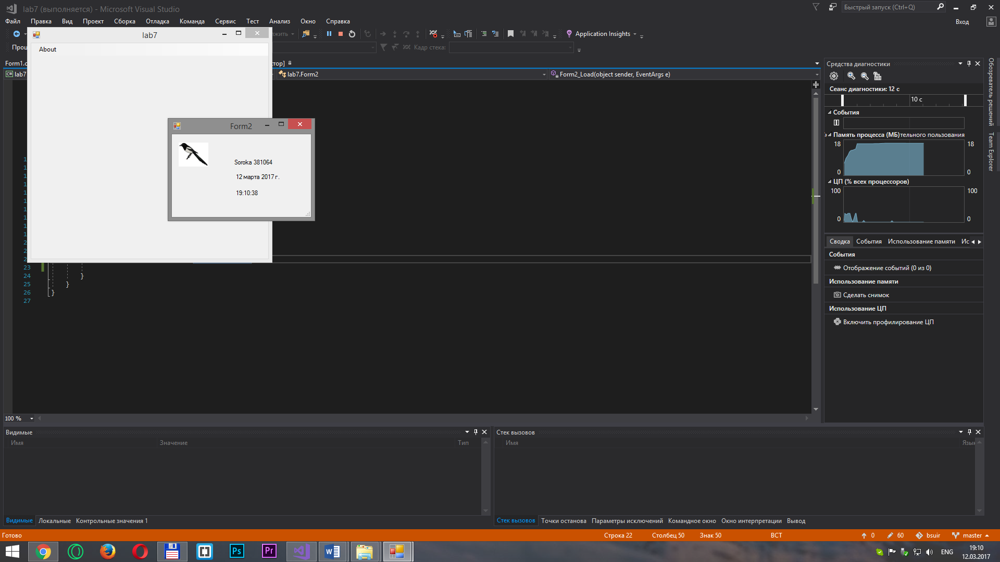 lab7 (выполняется) - Microsoft Visual Studio
Быстрый запуск (Ctrl+Q)
Файл Правка Вид Проект Сборка Отладка Команда Сервис Тест Анализ Окно Справка
Вход
lab7
Application Insights
About
Кадр стека:
Form1.
C# lab7
lab7.Form2
Form2_Load(object sender, EventArgs e)
Form2
Soroka 381064
12 марта 2017 г.
19:10:38
23
24 }
25 }
26 }
27
100 %
Средства диагностики
Сеанс диагностики: 12 с
10 с
События
Память процесса (МБ)
тельного пользования
18 18
0 0
ЦП (% всех процессоров)
100 100
0 0
Сводка События Использование памяти Ис
События
Отображение событий (0 из 0)
Использование памяти
Сделать снимок
Использование ЦП
Включить профилирование ЦП
Обозреватель решений
Team Explorer
Видимые
Имя Значение Тип
Видимые Локальные Контрольные значения 1
Стек вызовов
Имя Язык
Стек вызовов Точки останова Параметры исключений Командное окно Окно интерпретации Вывод
Готово
Строка 22 Столбец 50 Знак 50 ВСТ 0 60 bsuir master
Ps Pr
ENG
19:10
12.03.2017